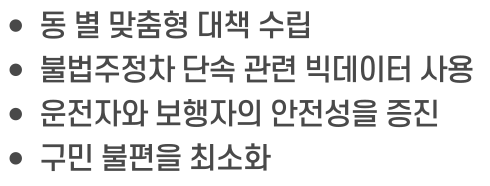 • 동 별 맞춤형 대책 수립
• 불법주정차 단속 관련 빅데이터 사용
• 운전자와 보행자의 안전성을 증진
• 구민 불편을 최소화